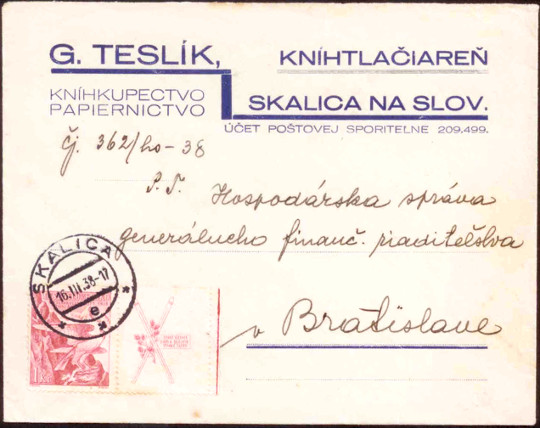 G. TESLÍK,
KNÍHTLAČIAREŇ
KNÍHKUPECTVO
PAPIERNICTVO
SKALICA NA SLOV.
ÚČET POŠTOVEJ SPORITEĽNE 209.499.
čj. 362/ho-38
P. T.
Hospodárska správa
generálneho finanč. riaditeľstva
SKALICA
16.III.38-17
e
v Bratislave